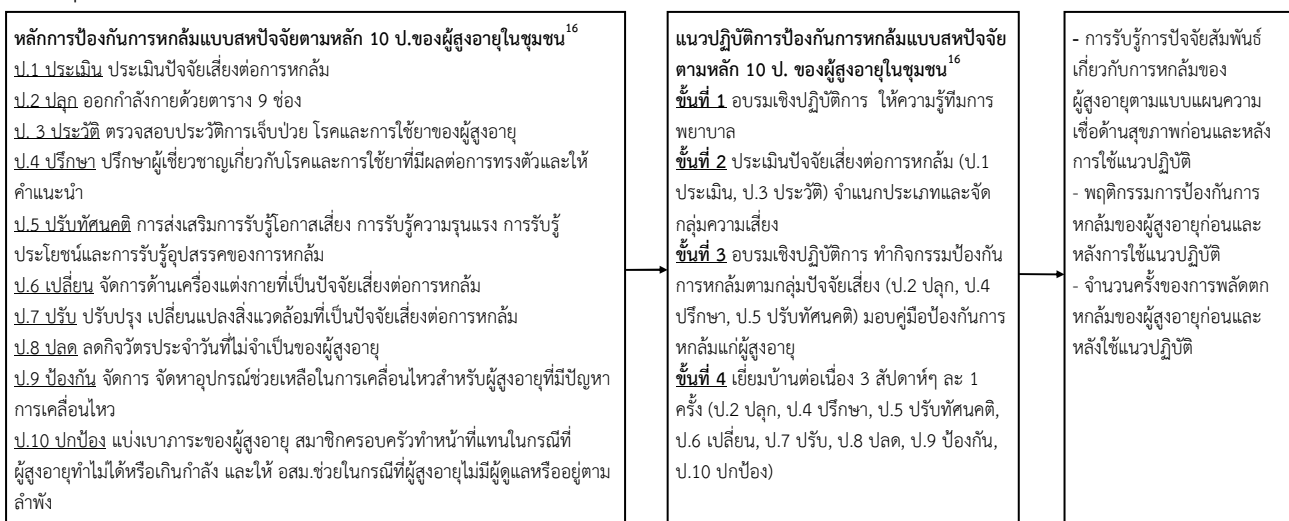 หลักการป้องกันการหกล้มแบบสหปัจจัยตามหลัก 10 ป.ของผู้สูงอายุในชุมชน16
ป.1 ประเมิน ประเมินปัจจัยเสี่ยงต่อการหกล้ม
ป.2 ปลุก ออกกำลังกายด้วยตาราง 9 ช่อง
ป. 3 ประวัติ ตรวจสอบประวัติการเจ็บป่วย โรคและการใช้ยาของผู้สูงอายุ
ป.4 ปรึกษา ปรึกษาผู้เชี่ยวชาญเกี่ยวกับโรคและการใช้ยาที่มีผลต่อการทรงตัวและให้
คำแนะนำ
ป.5 ปรับทัศนคติ การส่งเสริมการรับรู้โอกาสเสี่ยง การรับรู้ความรุนแรง การรับรู้
ประโยชน์และการรับรู้อุปสรรคของการหกล้ม
ป.6 เปลี่ยน จัดการด้านเครื่องแต่งกายที่เป็นปัจจัยเสี่ยงต่อการหกล้ม
ป.7 ปรับ ปรับปรุง เปลี่ยนแปลงสิ่งแวดล้อมที่เป็นปัจจัยเสี่ยงต่อการหกล้ม
ป.8 ปลด ลดกิจวัตรประจำวันที่ไม่จำเป็นของผู้สูงอายุ
ป.9 ป้องกัน จัดการ จัดหาอุปกรณ์ช่วยเหลือในการเคลื่อนไหวสำหรับผู้สูงอายุที่มีปัญหา
การเคลื่อนไหว
ป.10 ปกป้อง แบ่งเบาภาระของผู้สูงอายุ สมาชิกครอบครัวทำหน้าที่แทนในกรณีที่
ผู้สูงอายุทำไม่ได้หรือเกินกำลัง และให้ อสม.ช่วยในกรณีที่ผู้สูงอายุไม่มีผู้ดูแลหรืออยู่ตาม
ลำพัง
แนวปฏิบัติการป้องกันการหกล้มแบบสหปัจจัย
ตามหลัก 10 ป. ของผู้สูงอายุในชุมชน16
ขั้นที่ 1 อบรมเชิงปฏิบัติการ ให้ความรู้ทีมการ
พยาบาล
ขั้นที่ 2 ประเมินปัจจัยเสี่ยงต่อการหกล้ม (ป.1
ประเมิน, ป.3 ประวัติ) จำแนกประเภทและจัด
กลุ่มความเสี่ยง
ขั้นที่ 3 อบรมเชิงปฏิบัติการ ทำกิจกรรมป้องกัน
การหกล้มตามกลุ่มปัจจัยเสี่ยง (ป.2 ปลุก, ป.4
ปรึกษา, ป.5 ปรับทัศนคติ) มอบคู่มือป้องกันการ
หกล้มแก่ผู้สูงอายุ
ขั้นที่ 4 เยี่ยมบ้านต่อเนื่อง 3 สัปดาห์ๆ ละ 1
ครั้ง (ป.2 ปลุก, ป.4 ปรึกษา, ป.5 ปรับทัศนคติ,
ป.6 เปลี่ยน, ป.7 ปรับ, ป.8 ปลด, ป.9 ป้องกัน,
ป.10 ปกป้อง)
- การรับรู้การปัจจัยสัมพันธ์
เกี่ยวกับการหกล้มของ
ผู้สูงอายุตามแบบแผนความ
เชื่อด้านสุขภาพก่อนและหลัง
การใช้แนวปฏิบัติ
- พฤติกรรมการป้องกันการ
หกล้มของผู้สูงอายุก่อนและ
หลังการใช้แนวปฏิบัติ
- จำนวนครั้งของการพลัดตก
หกล้มของผู้สูงอายุก่อนและ
หลังใช้แนวปฏิบัติ